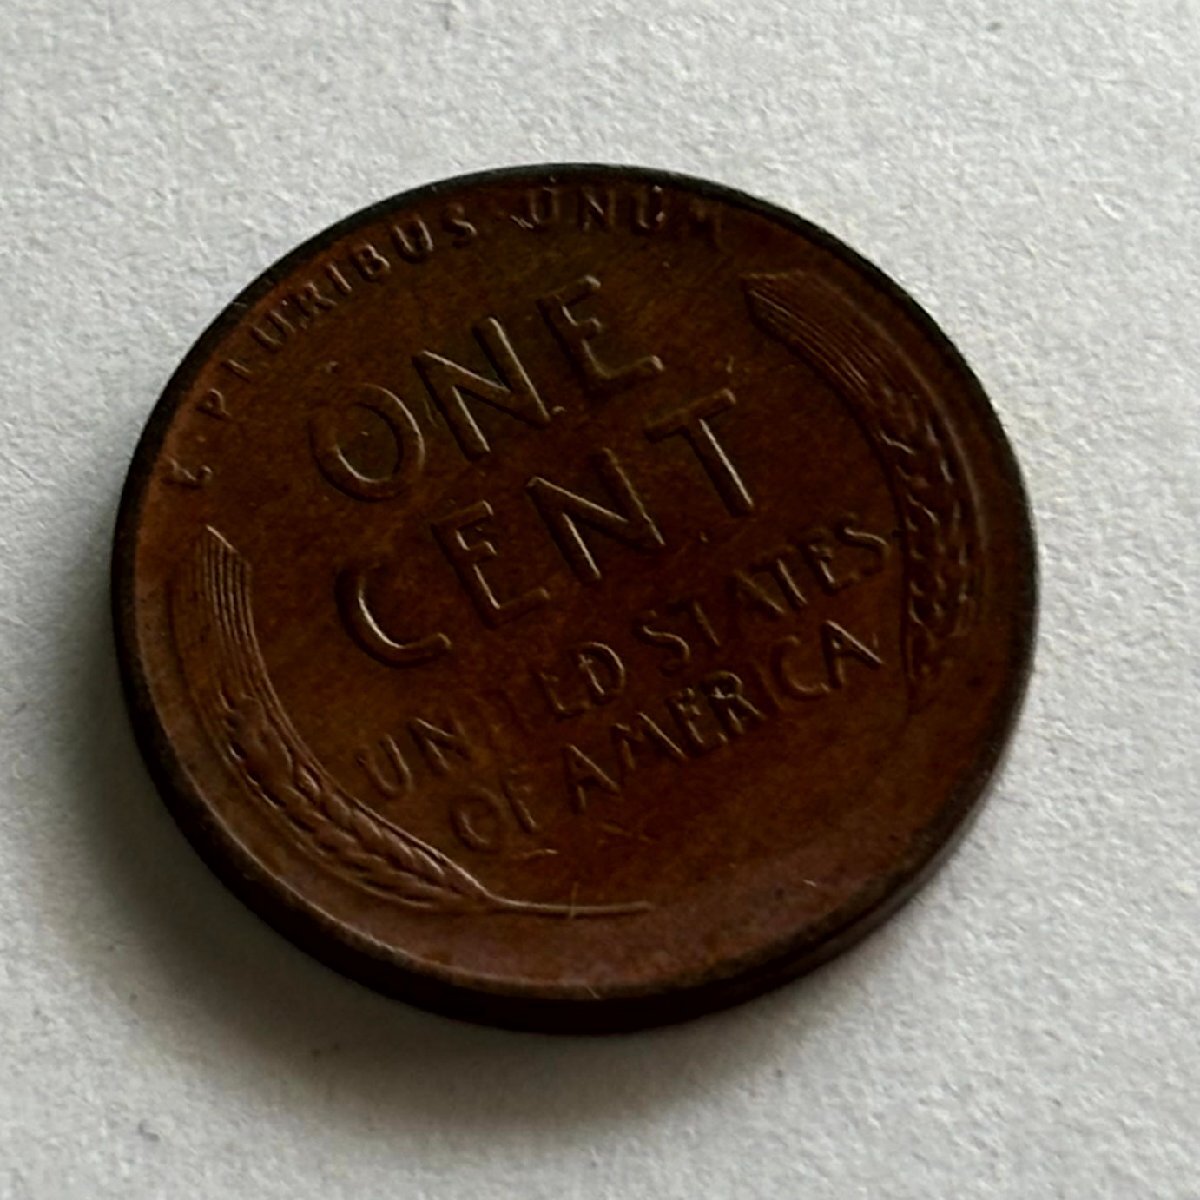 E·PLURIBUS·UNUM
ONE
CENT
UNITED STATES
OF AMERICA